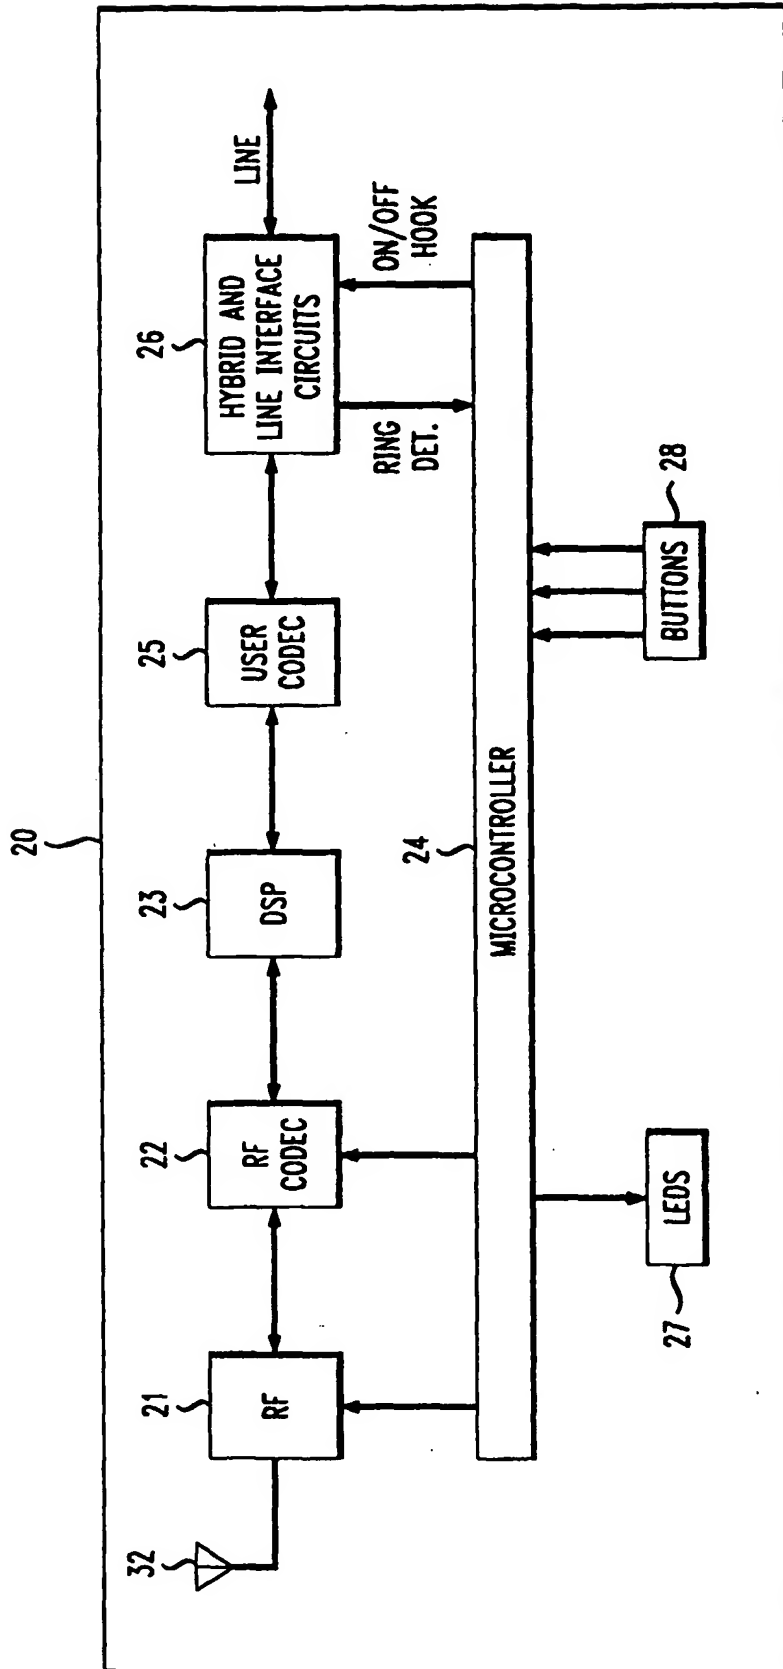 20
32
21
RF
22
RF
CODEC
23
DSP
25
USER
CODEC
26
HYBRID AND
LINE INTERFACE
CIRCUITS
LINE
RING
DET.
ON/OFF
HOOK
24
MICROCONTROLLER
27
LEDS
BUTTONS
28